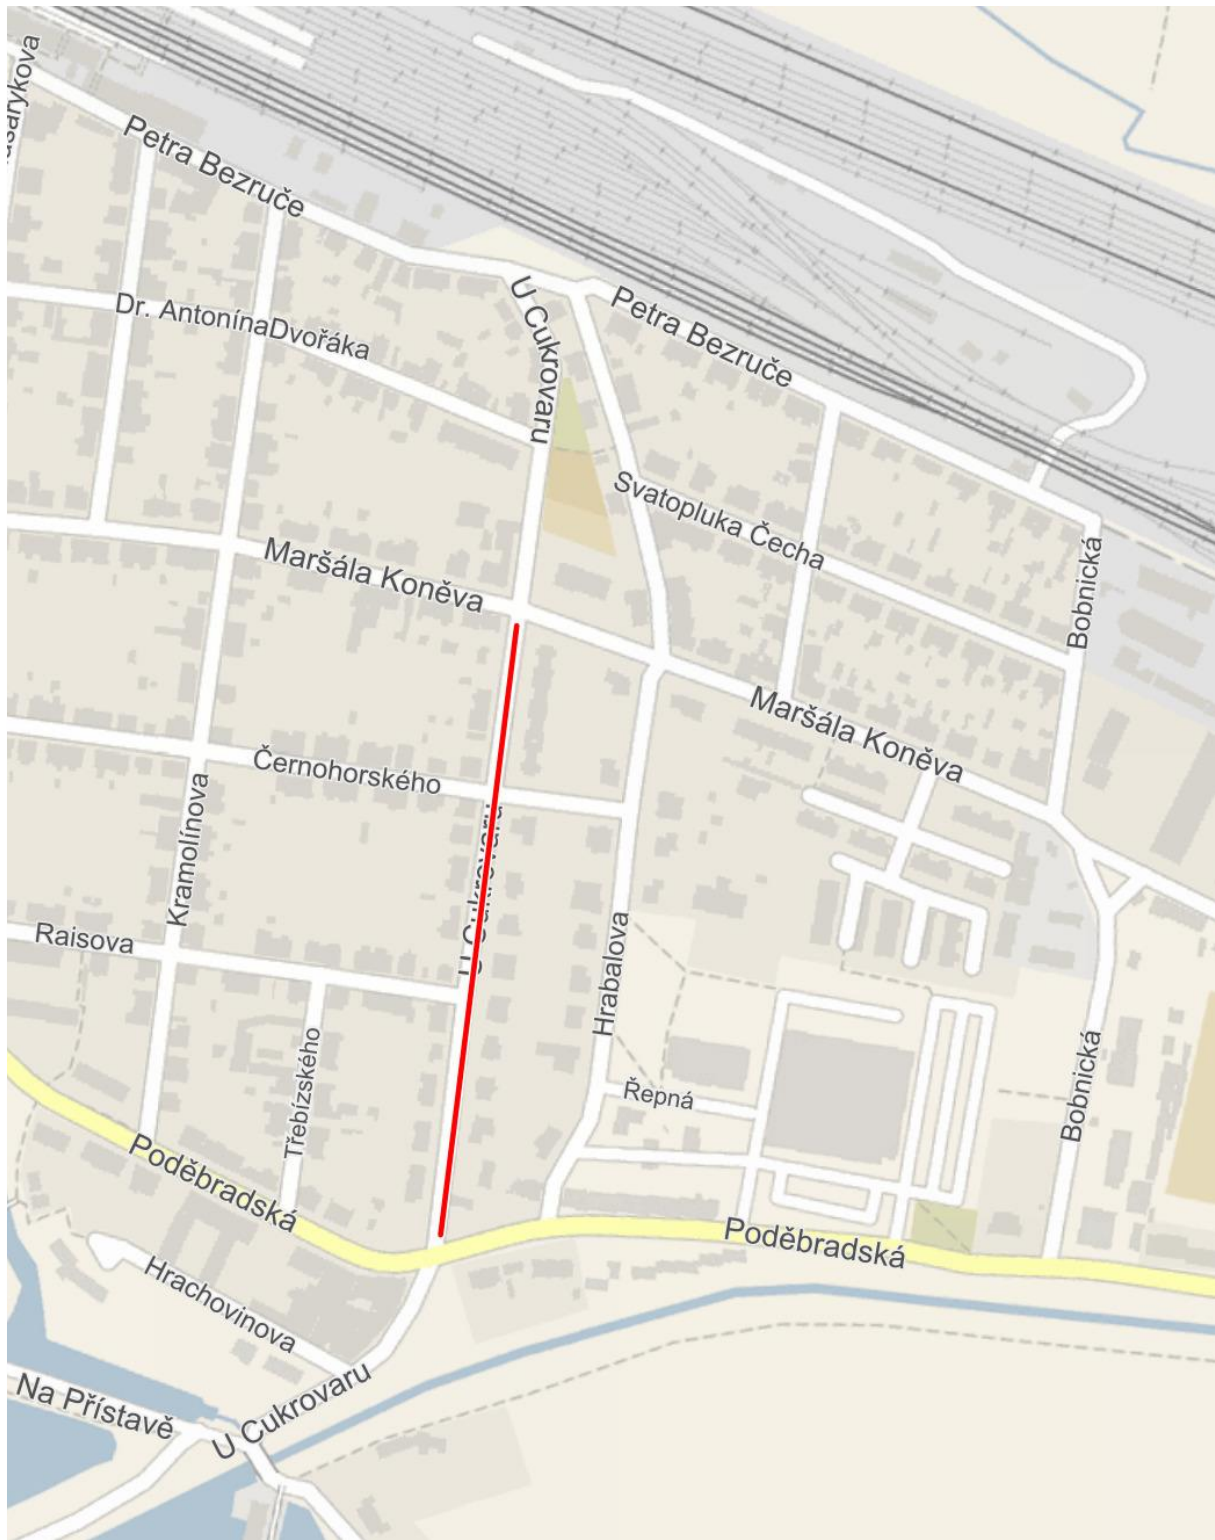 Petra Bezruče
U Cukrovaru
Petra Bezruče
Dr. AntonínaDvořáka
Svatopluka Čecha
Maršála Koněva
Bobnická
Maršála Koněva
Černohorského
Kramolínova
U Cukrovaru
Raisova
Hrabalova
Třebízského
Řepná
Bobnická
Poděbradská
Poděbradská
Hrachovinova
Na Přístavě
U Cukrovaru